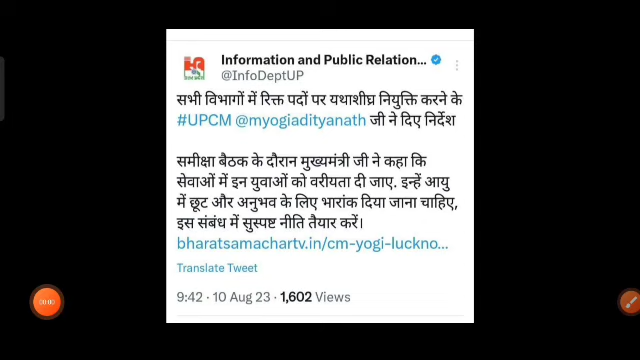 Information and Public Relation...
@InfoDeptUP
सभी विभागों में रिक्त पदों पर यथाशीघ्र नियुक्ति करने के
#UPCM @myogiadityanath जी ने दिए निर्देश
समीक्षा बैठक के दौरान मुख्यमंत्री जी ने कहा कि
सेवाओं में इन युवाओं को वरीयता दी जाए, इन्हें आयु
में छूट और अनुभव के लिए भारांक दिया जाना चाहिए,
इस संबंध में सुस्पष्ट नीति तैयार करें।
bharatsamachartv.in/cm-yogi-luckno...
Translate Tweet
9:42 · 10 Aug 23 · 1,602 Views
00:00